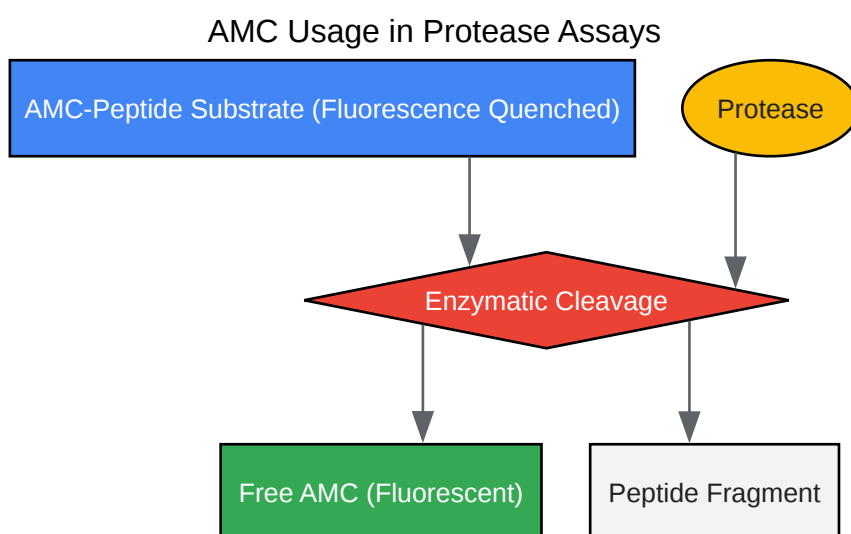 AMC Usage in Protease Assays
AMC-Peptide Substrate (Fluorescence Quenched)
Protease
Enzymatic Cleavage
Free AMC (Fluorescent)
Peptide Fragment